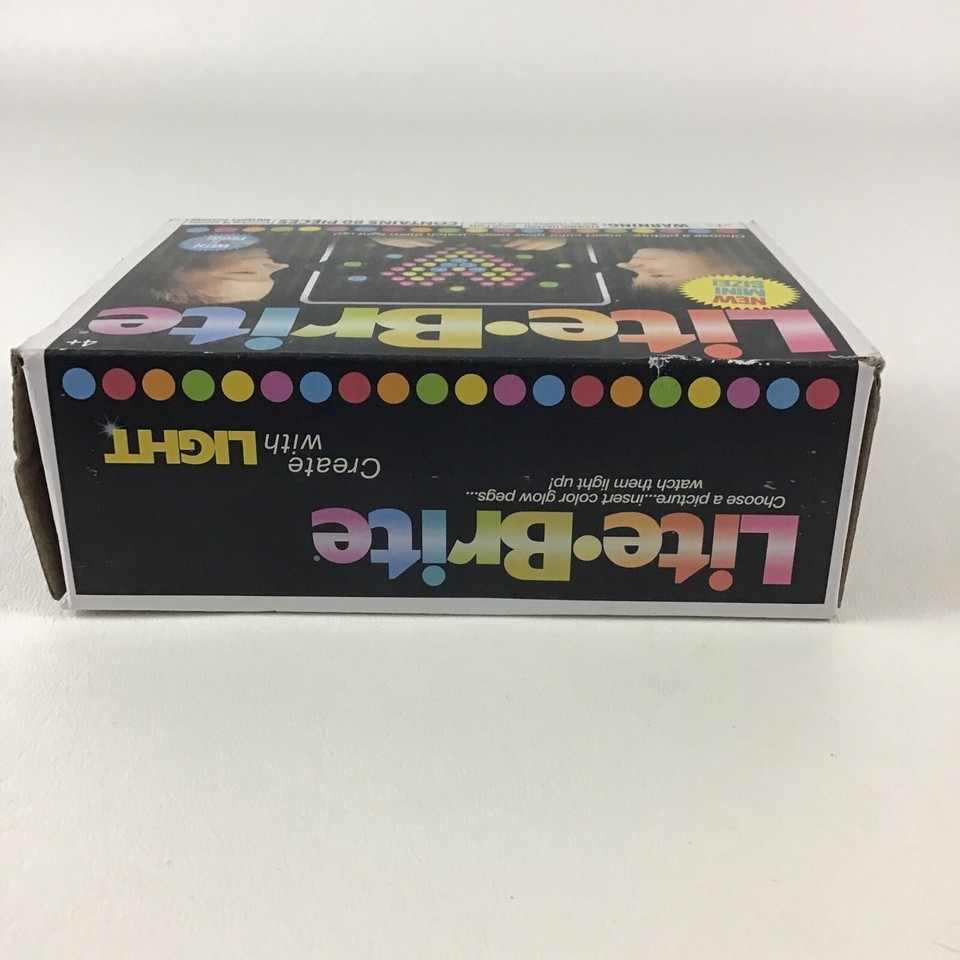 Lite•Brite®
Choose a picture...insert color glow pegs...
watch them light up!
Create
with LIGHT
Lite•Brite®
4+
NEW
MINI
SIZE!
WARNING:
CONTAINS 90 PIECES